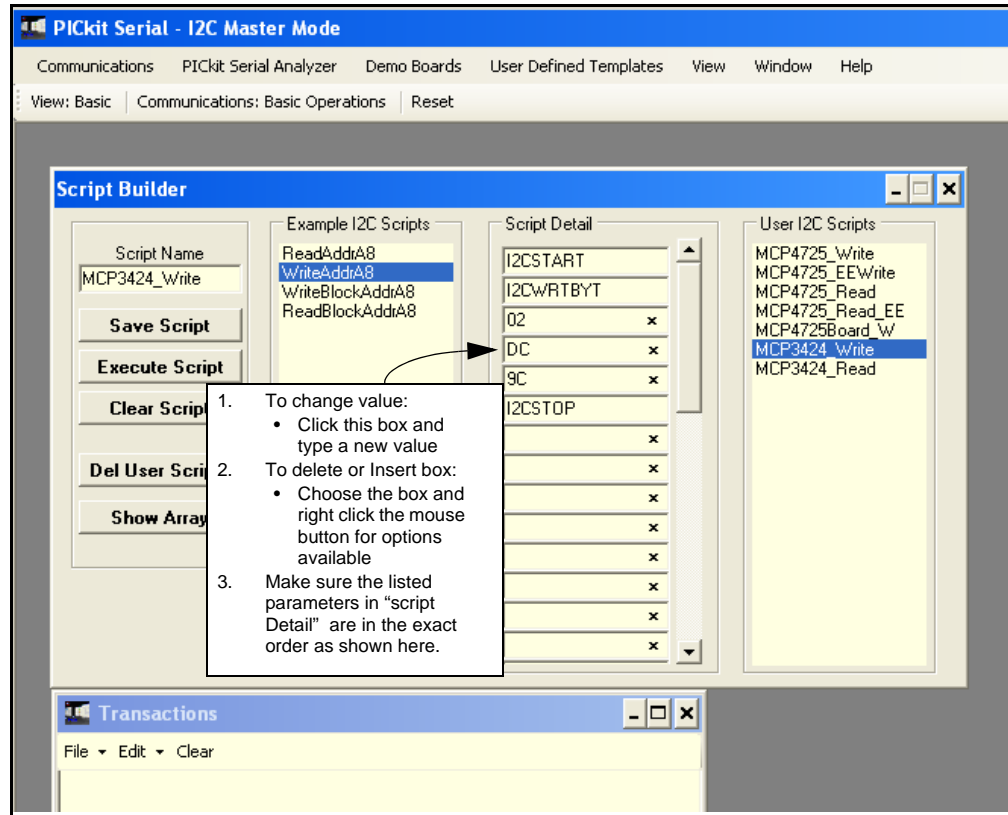 PICkit Serial - I2C Master Mode
Communications PICkit Serial Analyzer Demo Boards User Defined Templates View Window Help
View: Basic Communications: Basic Operations Reset
Script Builder
Script Name
MCP3424_Write
Save Script
Execute Script
Clear Script
Del User Scrip
Show Array
Example I2C Scripts
ReadAddrA8
WriteAddrA8
WriteBlockAddrA8
ReadBlockAddrA8
Script Detail
I2CSTART
I2CWRTBYT
02 x
DC x
9C x
I2CSTOP
x
x
x
x
x
x
x
x
User I2C Scripts
MCP4725_Write
MCP4725_EEWrite
MCP4725_Read
MCP4725_Read_EE
MCP4725Board_W
MCP3424_Write
MCP3424_Read
1. To change value:
• Click this box and
type a new value
2. To delete or Insert box:
• Choose the box and
right click the mouse
button for options
available
3. Make sure the listed
parameters in “script
Detail” are in the exact
order as shown here.
Transactions
File Edit Clear